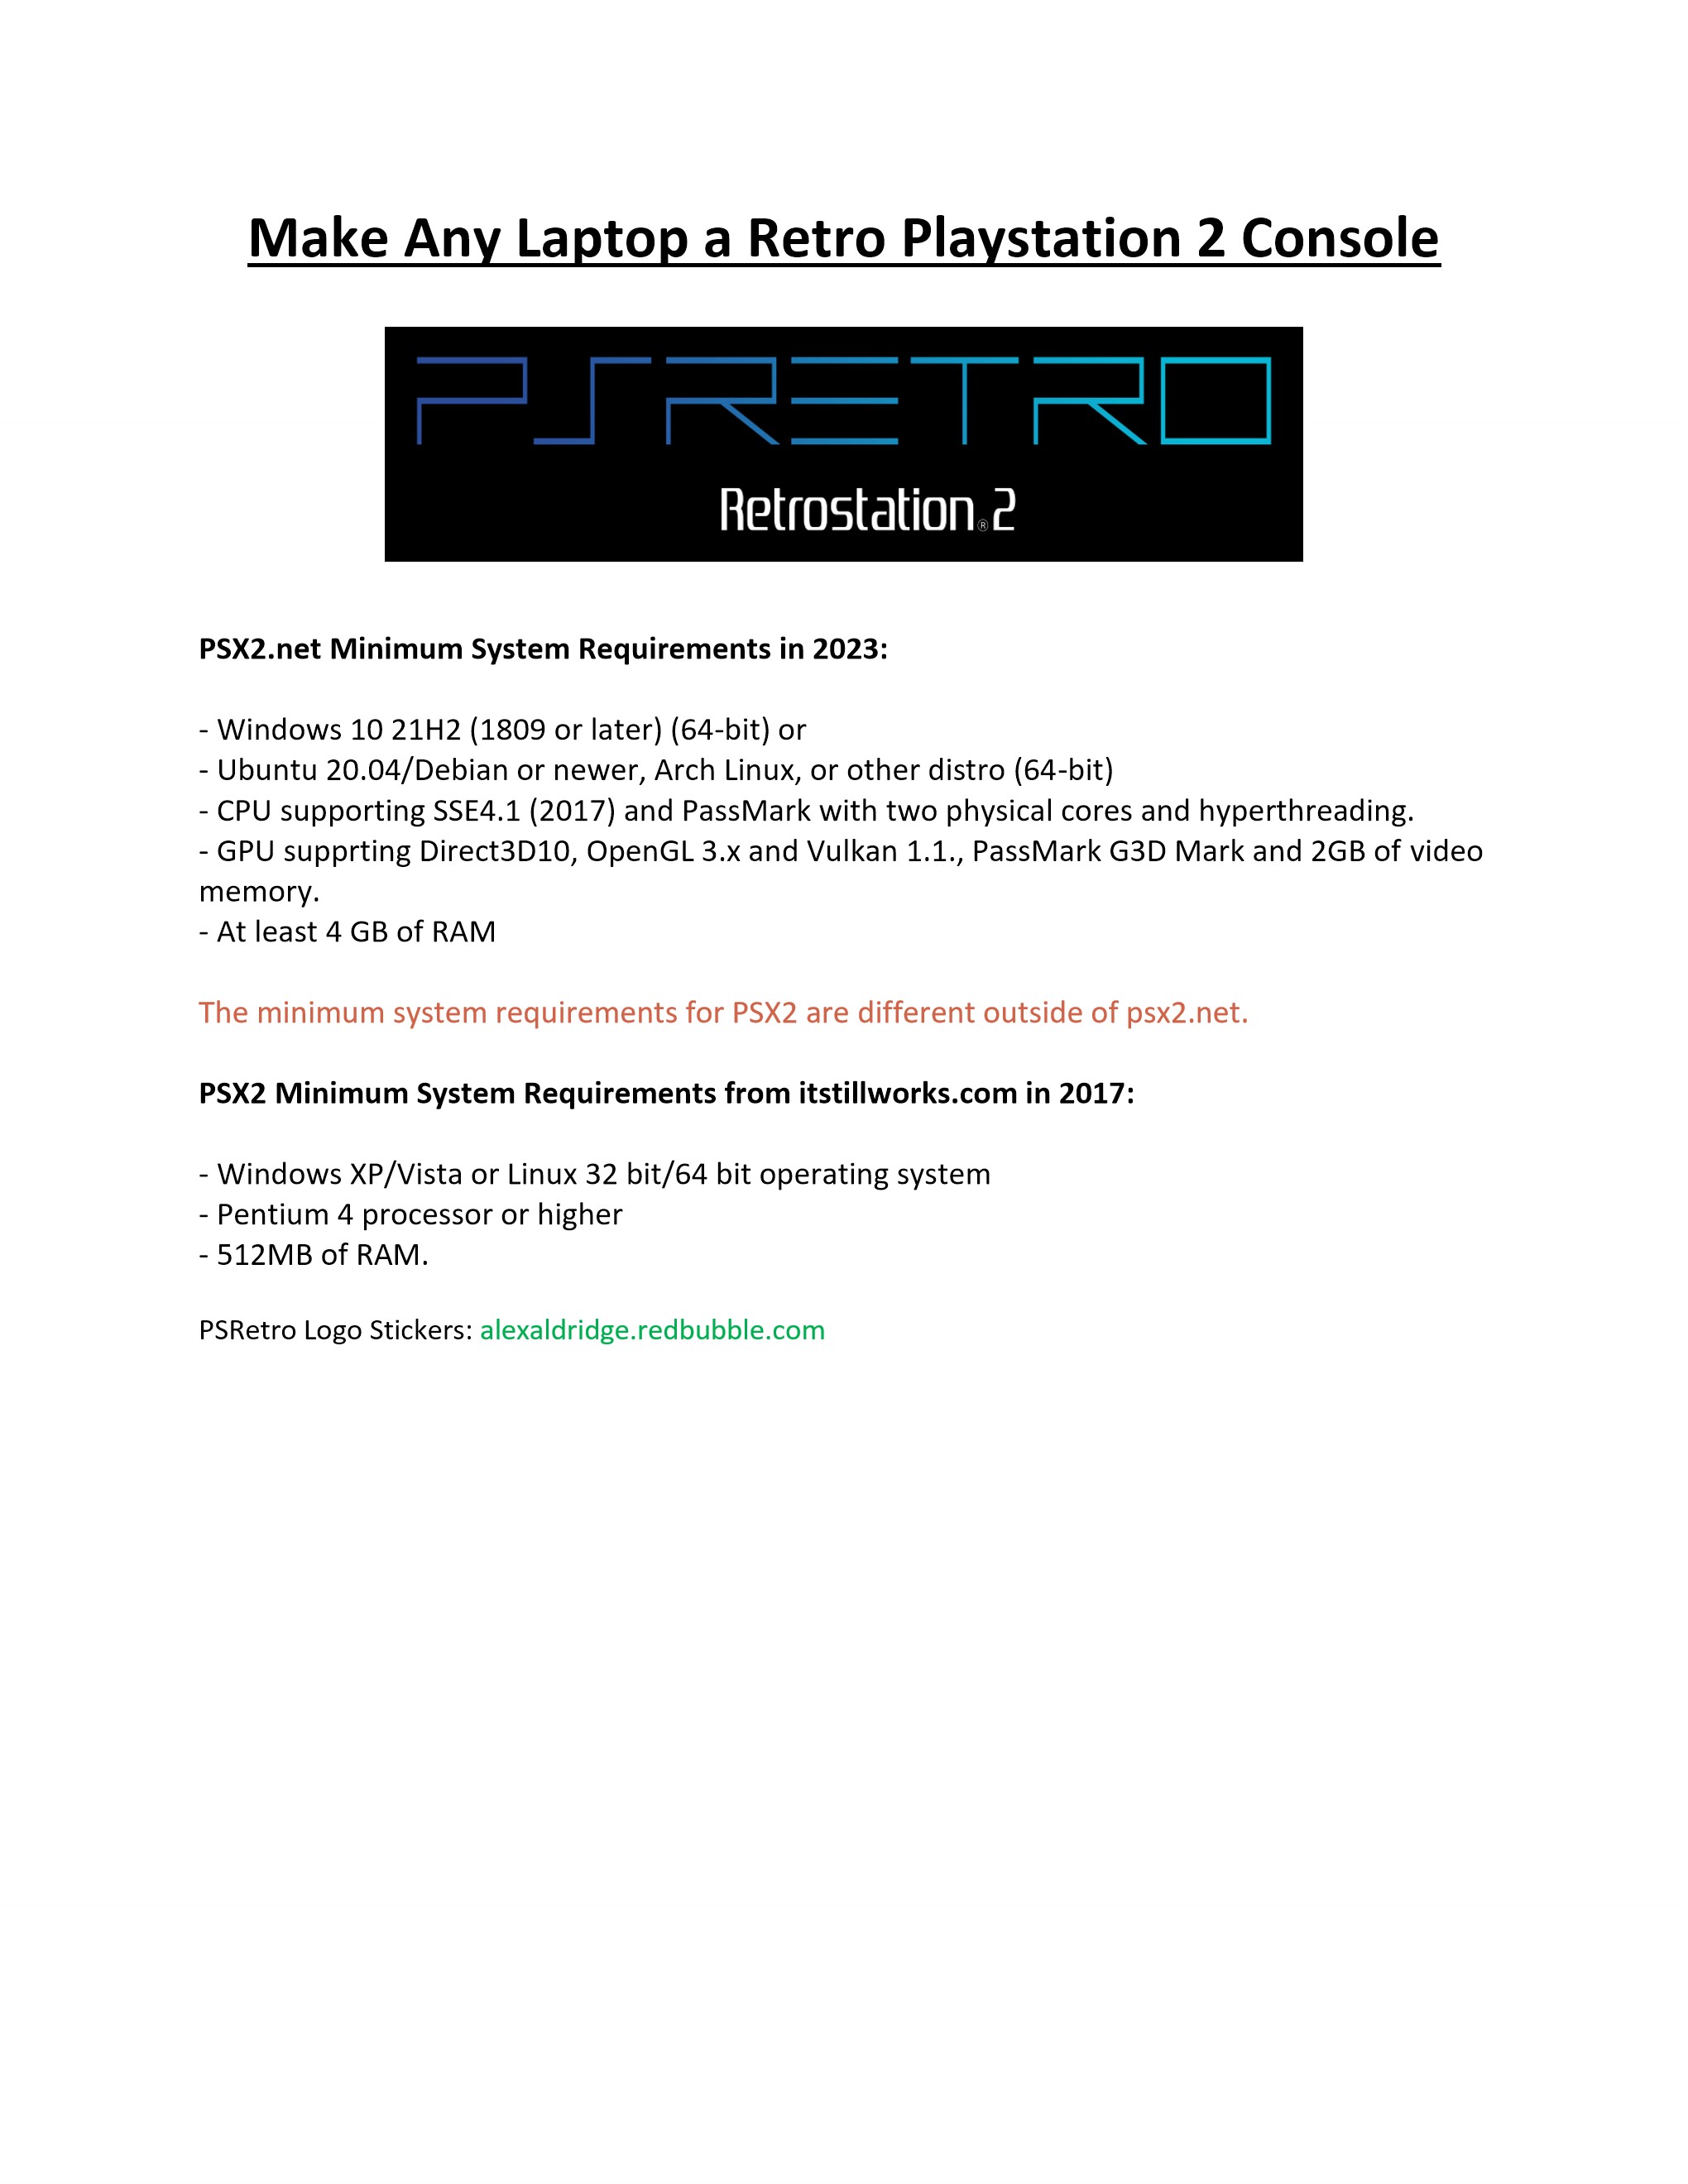 Make Any Laptop a Retro Playstation 2 Console
PSRETRO
Retrostation®2
PSX2.net Minimum System Requirements in 2023:
- Windows 10 21H2 (1809 or later) (64-bit) or
- Ubuntu 20.04/Debian or newer, Arch Linux, or other distro (64-bit)
- CPU supporting SSE4.1 (2017) and PassMark with two physical cores and hyperthreading.
- GPU supprting Direct3D10, OpenGL 3.x and Vulkan 1.1., PassMark G3D Mark and 2GB of video
memory.
- At least 4 GB of RAM
The minimum system requirements for PSX2 are different outside of psx2.net.
PSX2 Minimum System Requirements from itstillworks.com in 2017:
- Windows XP/Vista or Linux 32 bit/64 bit operating system
- Pentium 4 processor or higher
- 512MB of RAM.
PSRetro Logo Stickers: alexaldridge.redbubble.com